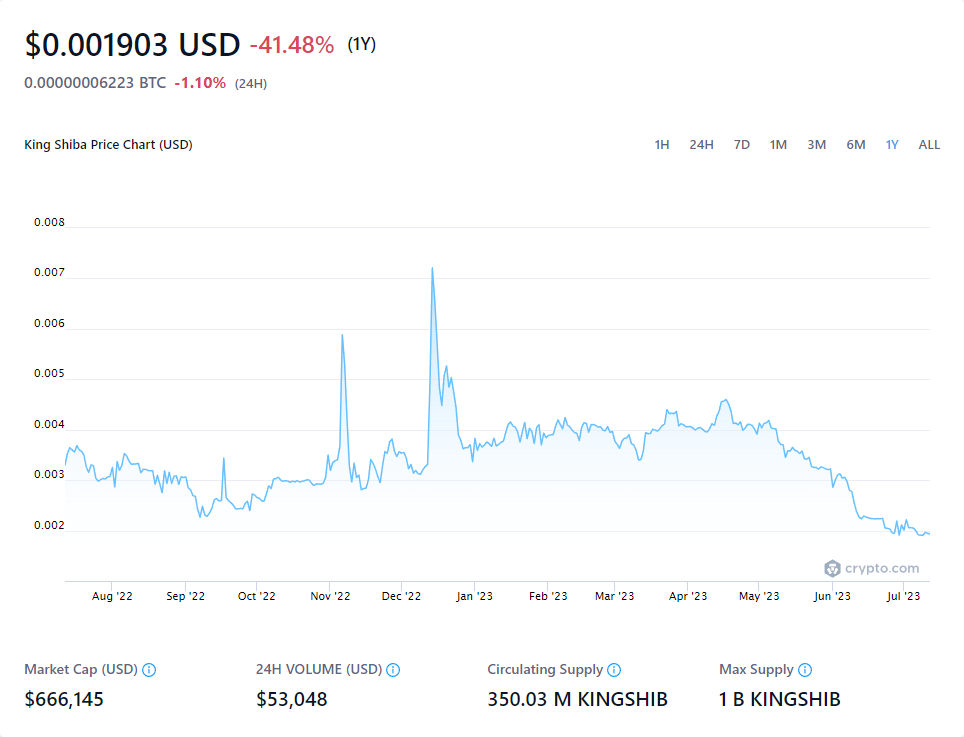 $0.001903 USD -41.48% (1Y)
0.00000006223 BTC -1.10% (24H)
King Shiba Price Chart (USD) 1H 24H 7D 1M 3M 6M 1Y ALL
0.008
0.007
0.006
0.005
0.004
0.003
0.002
crypto.com
Aug '22 Sep '22 Oct '22 Nov '22 Dec '22 Jan '23 Feb '23 Mar '23 Apr '23 May '23 Jun '23 Jul '23
Market Cap (USD) 24H VOLUME (USD) Circulating Supply Max Supply
$666,145 $53,048 350.03 M KINGSHIB 1 B KINGSHIB